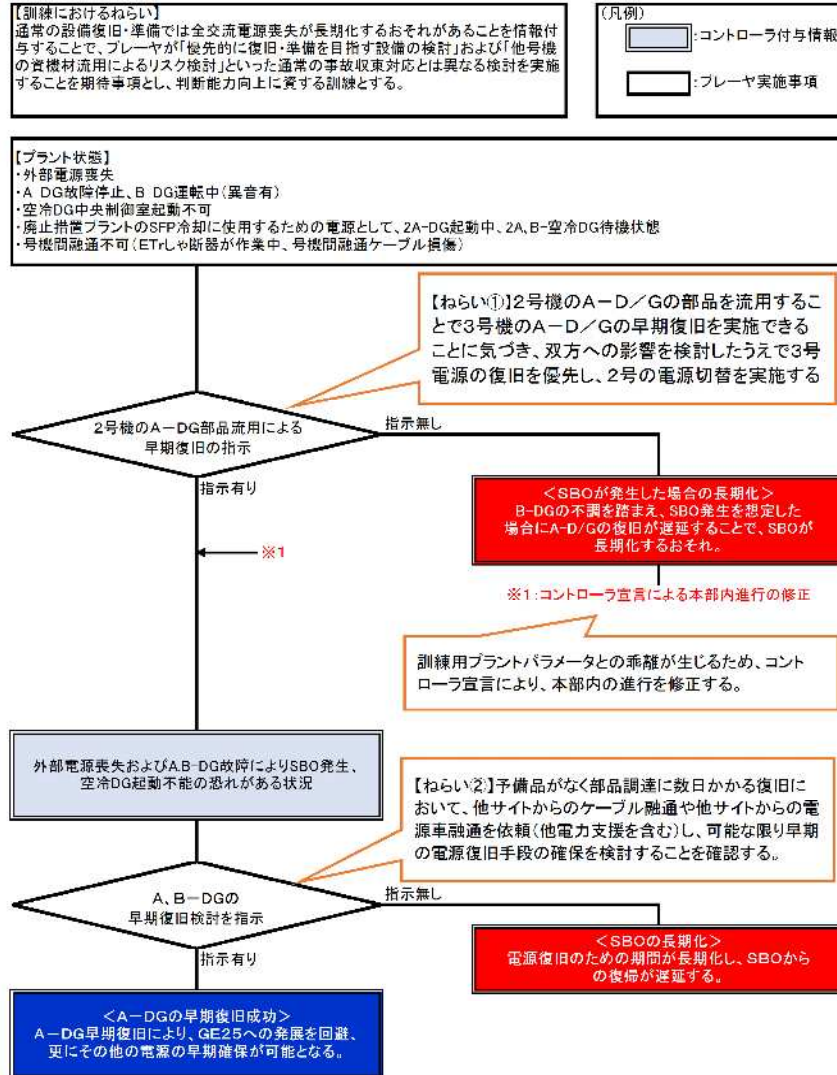 【訓練におけるねらい】
通常の設備復旧・準備では全交流電源喪失が長期化するおそれがあることを情報付
与することで、プレーヤが「優先的に復旧・準備を目指す設備の検討」および「他号機
の資機材流用によるリスク検討」といった通常の事故収束対応とは異なる検討を実施
することを期待事項とし、判断能力向上に資する訓練とする。
(凡例)
:コントローラ付与情報
:プレーヤ実施事項
【プラント状態】
・外部電源喪失
・A-DG故障停止、B-DG運転中(異音有)
・空冷DG中央制御室起動不可
・廃止措置プラントのSFP冷却に使用するための電源として、2A-DG起動中、2A,B-空冷DG待機状態
・号機間融通不可(ETrしゃ断器が作業中、号機間融通ケーブル損傷)
【ねらい①】2号機のA-D/Gの部品を流用するこ
とで3号機のA-D/Gの早期復旧を実施できる
ことに気づき、双方への影響を検討したうえで3号
電源の復旧を優先し、2号の電源切替を実施する
2号機のA-DG部品流用による
早期復旧の指示
指示無し
指示有り
<SBOが発生した場合の長期化>
B-DGの不調を踏まえ、SBO発生を想定した
場合にA-D/Gの復旧が遅延することで、SBOが
長期化するおそれ。
※1
※1:コントローラ宣言による本部内進行の修正
訓練用プラントパラメータとの乖離が生じるため、コント
ローラ宣言により、本部内の進行を修正する。
外部電源喪失およびA,B-DG故障によりSBO発生、
空冷DG起動不能の恐れがある状況
【ねらい②】予備品がなく部品調達に数日かかる復旧に
おいて、他サイトからのケーブル融通や他サイトからの電
源車融通を依頼(他電力支援を含む)し、可能な限り早期
の電源復旧手段の確保を検討することを確認する。
A、B-DGの
早期復旧検討を指示
指示無し
指示有り
<SBOの長期化>
電源復旧のための期間が長期化し、SBOから
の復帰が遅延する。
<A-DGの早期復旧成功>
A-DG早期復旧により、GE25への発展を回避、
更にその他の電源の早期確保が可能となる。